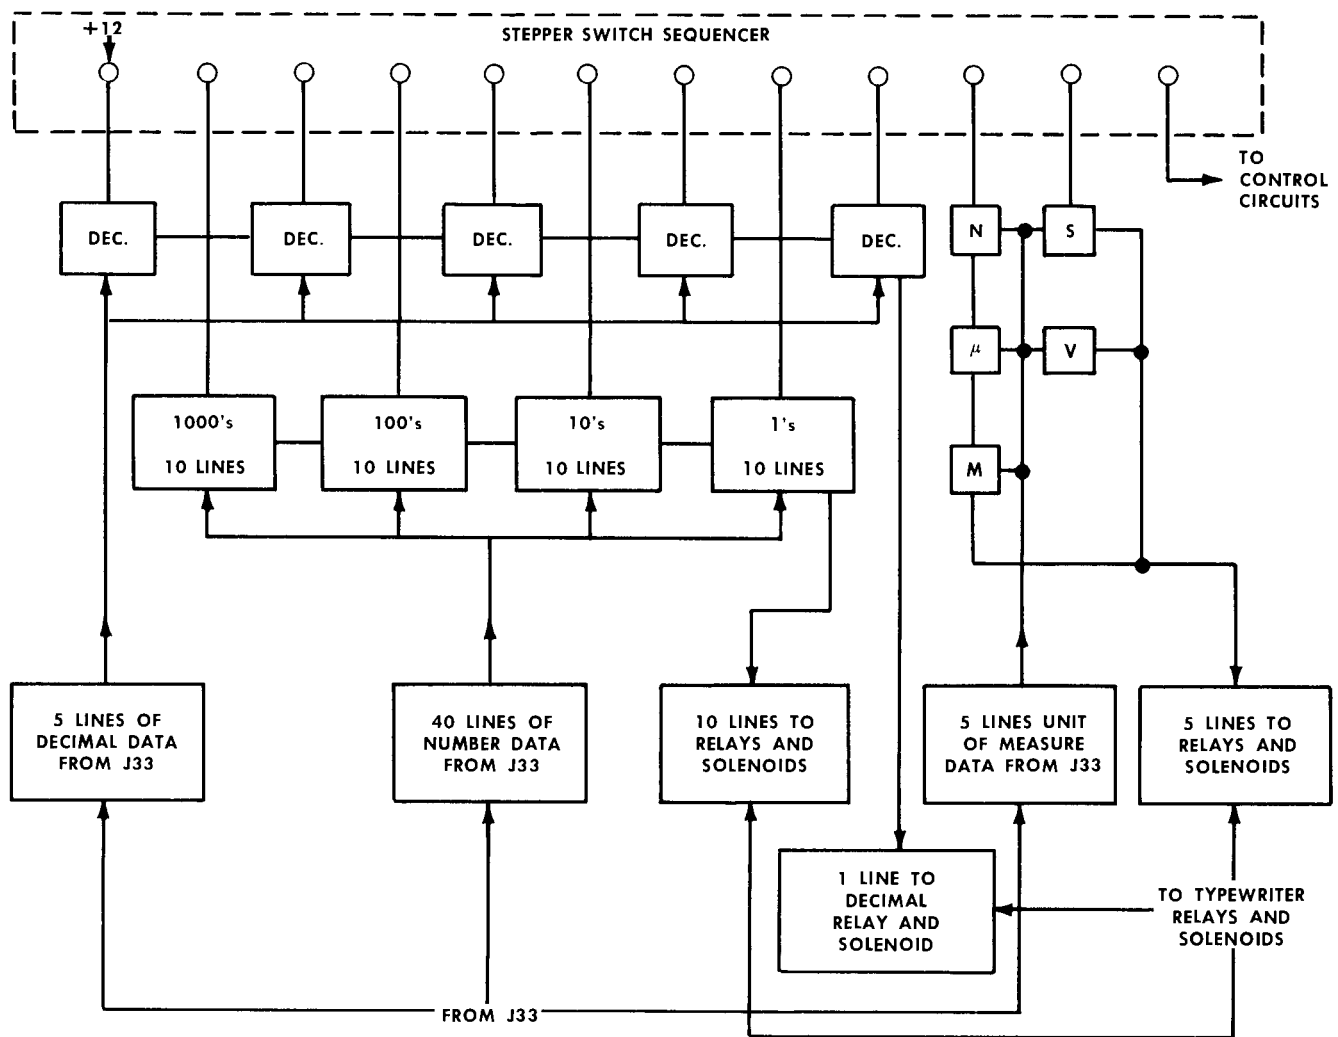 +12
STEPPER SWITCH SEQUENCER
TO
CONTROL
CIRCUITS
DEC.
DEC.
DEC.
DEC.
DEC.
N
S
μ
V
M
1000's
10 LINES
100's
10 LINES
10's
10 LINES
1's
10 LINES
5 LINES OF
DECIMAL DATA
FROM J33
40 LINES OF
NUMBER DATA
FROM J33
10 LINES TO
RELAYS AND
SOLENOIDS
5 LINES UNIT
OF MEASURE
DATA FROM J33
5 LINES TO
RELAYS AND
SOLENOIDS
1 LINE TO
DECIMAL
RELAY AND
SOLENOID
TO TYPEWRITER
RELAYS AND
SOLENOIDS
FROM J33